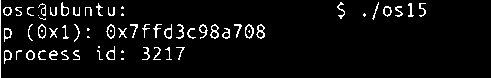 osc@ubuntu: $ ./os15
p (0x1): 0x7ffd3c98a708
process id: 3217